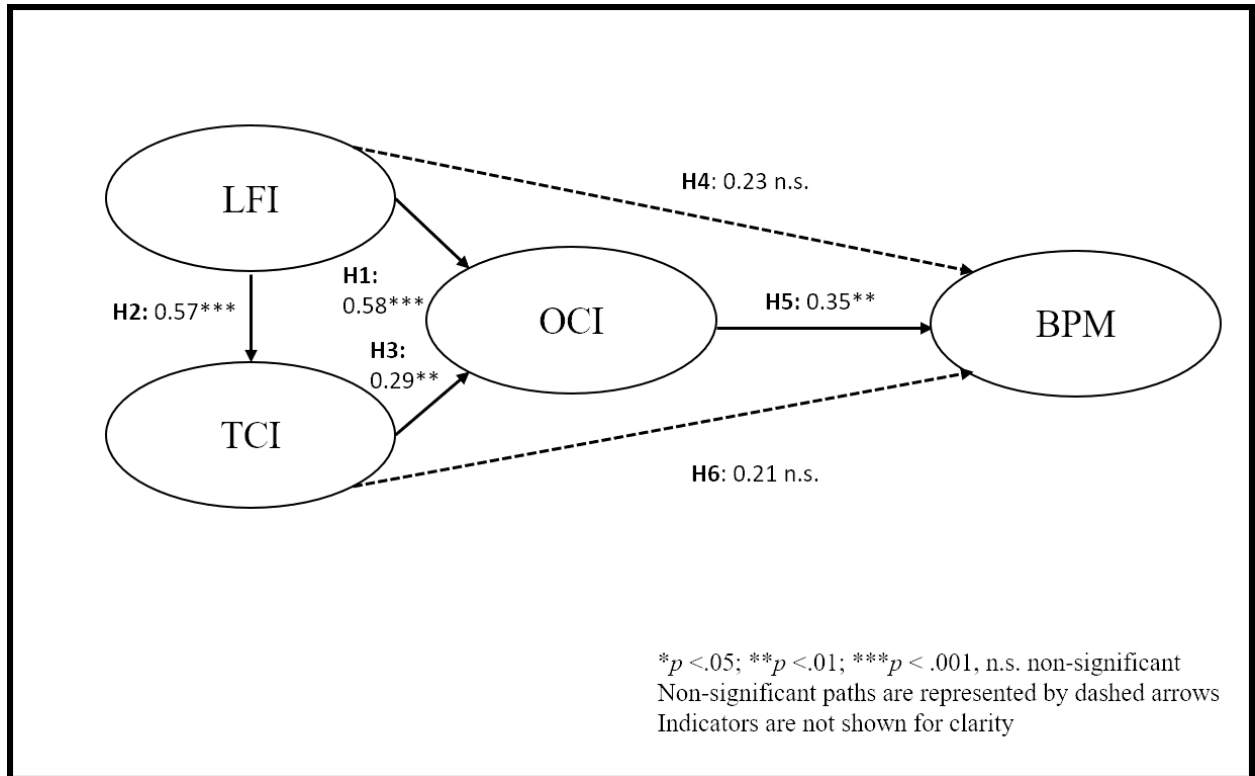 LFI
H4: 0.23 n.s.
H1:
0.58***
H2: 0.57***
OCI
H5: 0.35**
BPM
H3:
0.29**
TCI
H6: 0.21 n.s.
*p <.05; **p <.01; ***p < .001, n.s. non-significant
Non-significant paths are represented by dashed arrows
Indicators are not shown for clarity